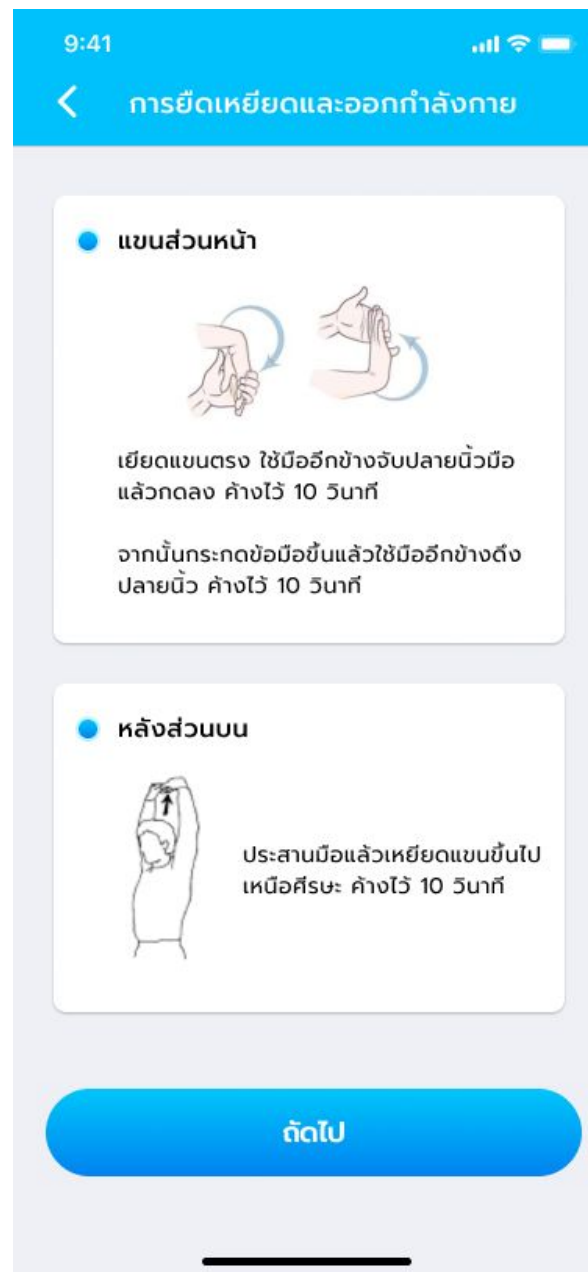 9:41
การยืดเหยียดและออกกำลังกาย
แขนส่วนหน้า
เยียดแขนตรง ใช้มืออีกข้างจับปลายนิ้วมือ
แล้วกดลง ค้างไว้ 10 วินาที
จากนั้นกระกดข้อมือขึ้นแล้วใช้มืออีกข้างดึง
ปลายนิ้ว ค้างไว้ 10 วินาที
หลังส่วนบน
ประสานมือแล้วเหยียดแขนขึ้นไป
เหนือศีรษะ ค้างไว้ 10 วินาที
ถัดไป